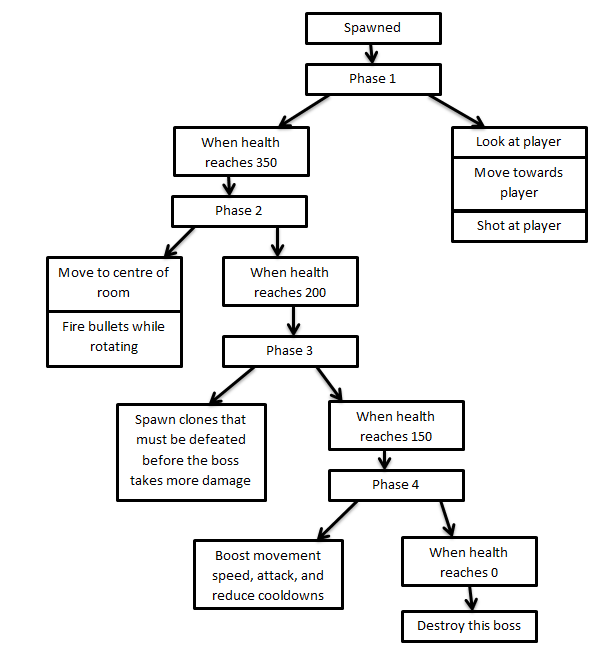 Spawned
Phase 1
When health
reaches 350
Look at player
Move towards
player
Shot at player
Phase 2
Move to centre of
room
Fire bullets while
rotating
When health
reaches 200
Phase 3
Spawn clones that
must be defeated
before the boss
takes more damage
When health
reaches 150
Phase 4
Boost movement
speed, attack, and
reduce cooldowns
When health
reaches 0
Destroy this boss